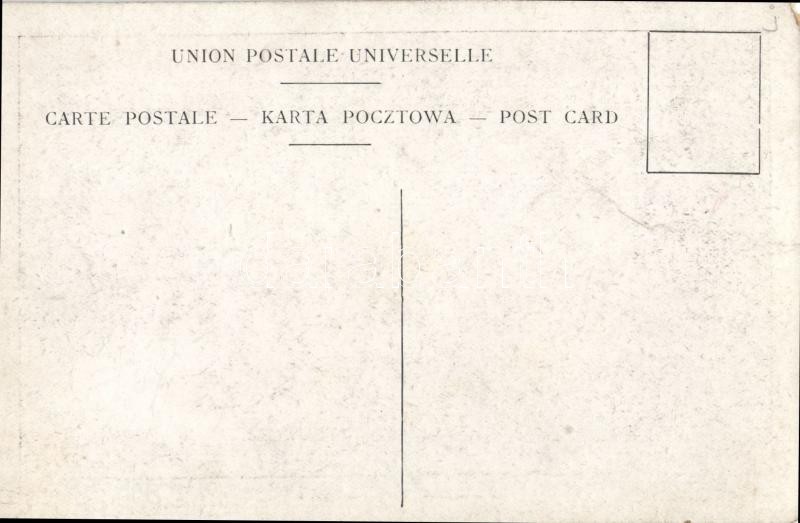 UNION POSTALE UNIVERSELLE
CARTE POSTALE — KARTA POCZTOWA — POST CARD